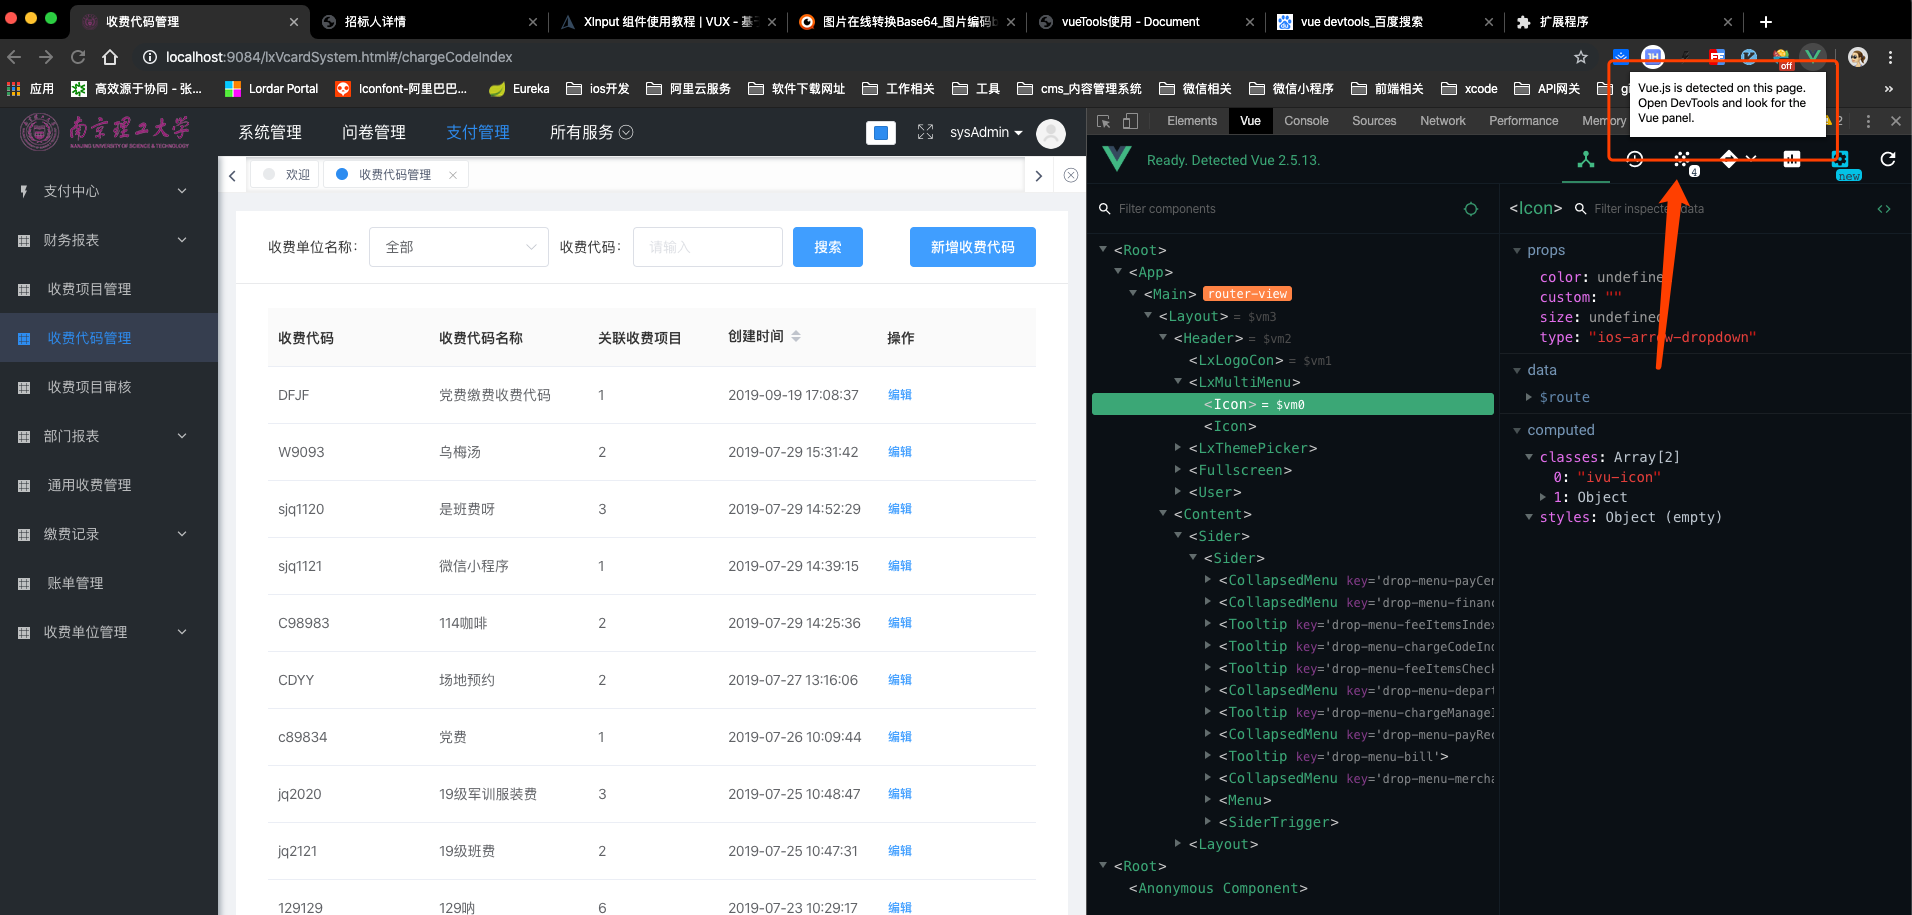 收费代码管理
招标人详情
XInput 组件使用教程 | VUX - 基于
图片在线转换Base64_图片编码b
vueTools使用 - Document
vue devtools_百度搜索
扩展程序
localhost:9084/lxVcardSystem.html#/chargeCodeIndex
off
应用
高效源于协同 - 张...
Lordar Portal
Iconfont-阿里巴巴...
Eureka
ios开发
阿里云服务
软件下载网址
工作相关
工具
cms_内容管理系统
微信相关
微信小程序
前端相关
xcode
API网关
»
Vue.js is detected on this page.
Open DevTools and look for the
Vue panel.
南京理工大学
NANJING UNIVERSITY OF SCIENCE & TECHNOLOGY
系统管理
问卷管理
支付管理
所有服务
sysAdmin
Elements
Vue
Console
Sources
Network
Performance
Memory
2
Ready. Detected Vue 2.5.13.
4
new
支付中心
财务报表
收费项目管理
收费代码管理
收费项目审核
部门报表
通用收费管理
缴费记录
账单管理
收费单位管理
欢迎
收费代码管理
收费单位名称:
全部
收费代码:
请输入
搜索
新增收费代码
收费代码 收费代码名称 关联收费项目 创建时间 操作
DFJF 党费缴费收费代码 1 2019-09-19 17:08:37 编辑
W9093 乌梅汤 2 2019-07-29 15:31:42 编辑
sjq1120 是班费呀 3 2019-07-29 14:52:29 编辑
sjq1121 微信小程序 1 2019-07-29 14:39:15 编辑
C98983 114咖啡 2 2019-07-29 14:25:36 编辑
CDYY 场地预约 2 2019-07-27 13:16:06 编辑
c89834 党费 1 2019-07-26 10:09:44 编辑
jq2020 19级军训服装费 3 2019-07-25 10:48:47 编辑
jq2121 19级班费 2 2019-07-25 10:47:31 编辑
129129 129呐 6 2019-07-23 10:29:17 编辑
Filter components
<Root>
<App>
<Main> router-view
<Layout> = $vm3
<Header> = $vm2
<LxLogoCon> = $vm1
<LxMultiMenu>
<Icon> = $vm0
<Icon>
<LxThemePicker>
<Fullscreen>
<User>
<Content>
<Sider>
<Sider>
<CollapsedMenu key='drop-menu-payCen
<CollapsedMenu key='drop-menu-financ
<Tooltip key='drop-menu-feeItemsIndex
<Tooltip key='drop-menu-chargeCodeInd
<Tooltip key='drop-menu-feeItemsCheck
<CollapsedMenu key='drop-menu-depart
<Tooltip key='drop-menu-chargeManageI
<CollapsedMenu key='drop-menu-payRec
<Tooltip key='drop-menu-bill'>
<CollapsedMenu key='drop-menu-mercha
<Menu>
<SiderTrigger>
<Layout>
<Root>
<Anonymous Component>
<Icon>
Filter inspected data
<>
props
color: undefined
custom: ""
size: undefined
type: "ios-arrow-dropdown"
data
$route
computed
classes: Array[2]
0: "ivu-icon"
1: Object
styles: Object (empty)